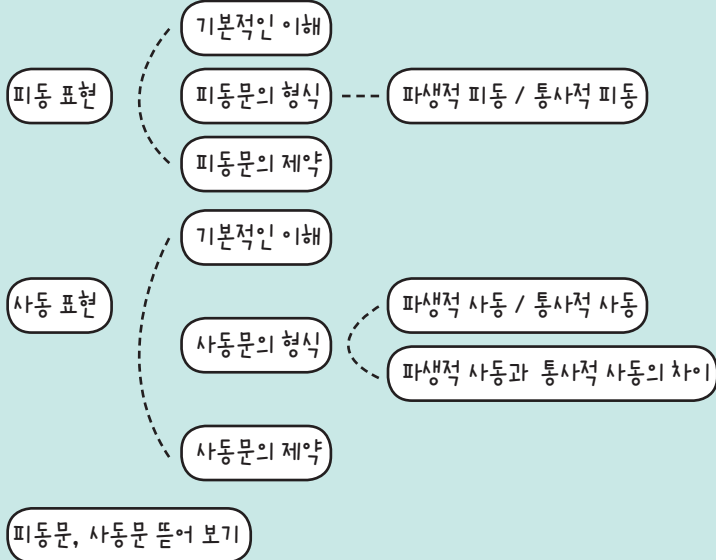 피동 표현
기본적인 이해
피동문의 형식
파생적 피동 / 통사적 피동
피동문의 제약
사동 표현
기본적인 이해
사동문의 형식
파생적 사동 / 통사적 사동
파생적 사동과 통사적 사동의 차이
사동문의 제약
피동문, 사동문 뜯어 보기